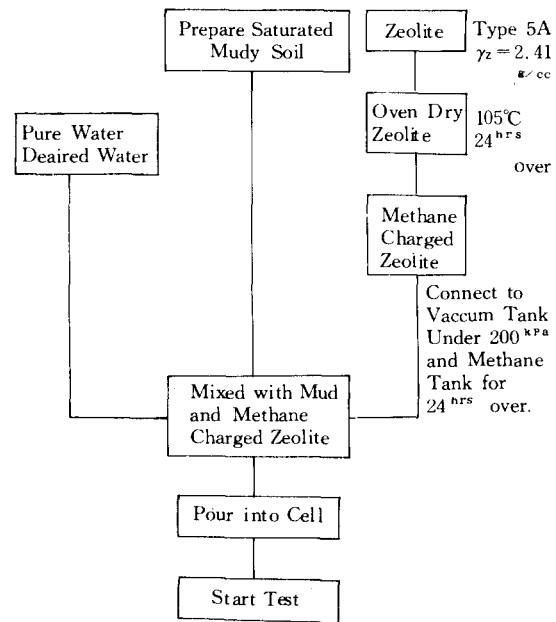 Prepare Saturated
Mudy Soil
Zeolite
Type 5A
γz = 2.41
g/cc
Pure Water
Deaired Water
Oven Dry
Zeolite
105℃
24hrs
over
Methane
Charged
Zeolite
Connect to
Vaccum Tank
Under 200kPa
and Methane
Tank for
24hrs over.
Mixed with Mud
and Methane
Charged Zeolite
Pour into Cell
Start Test